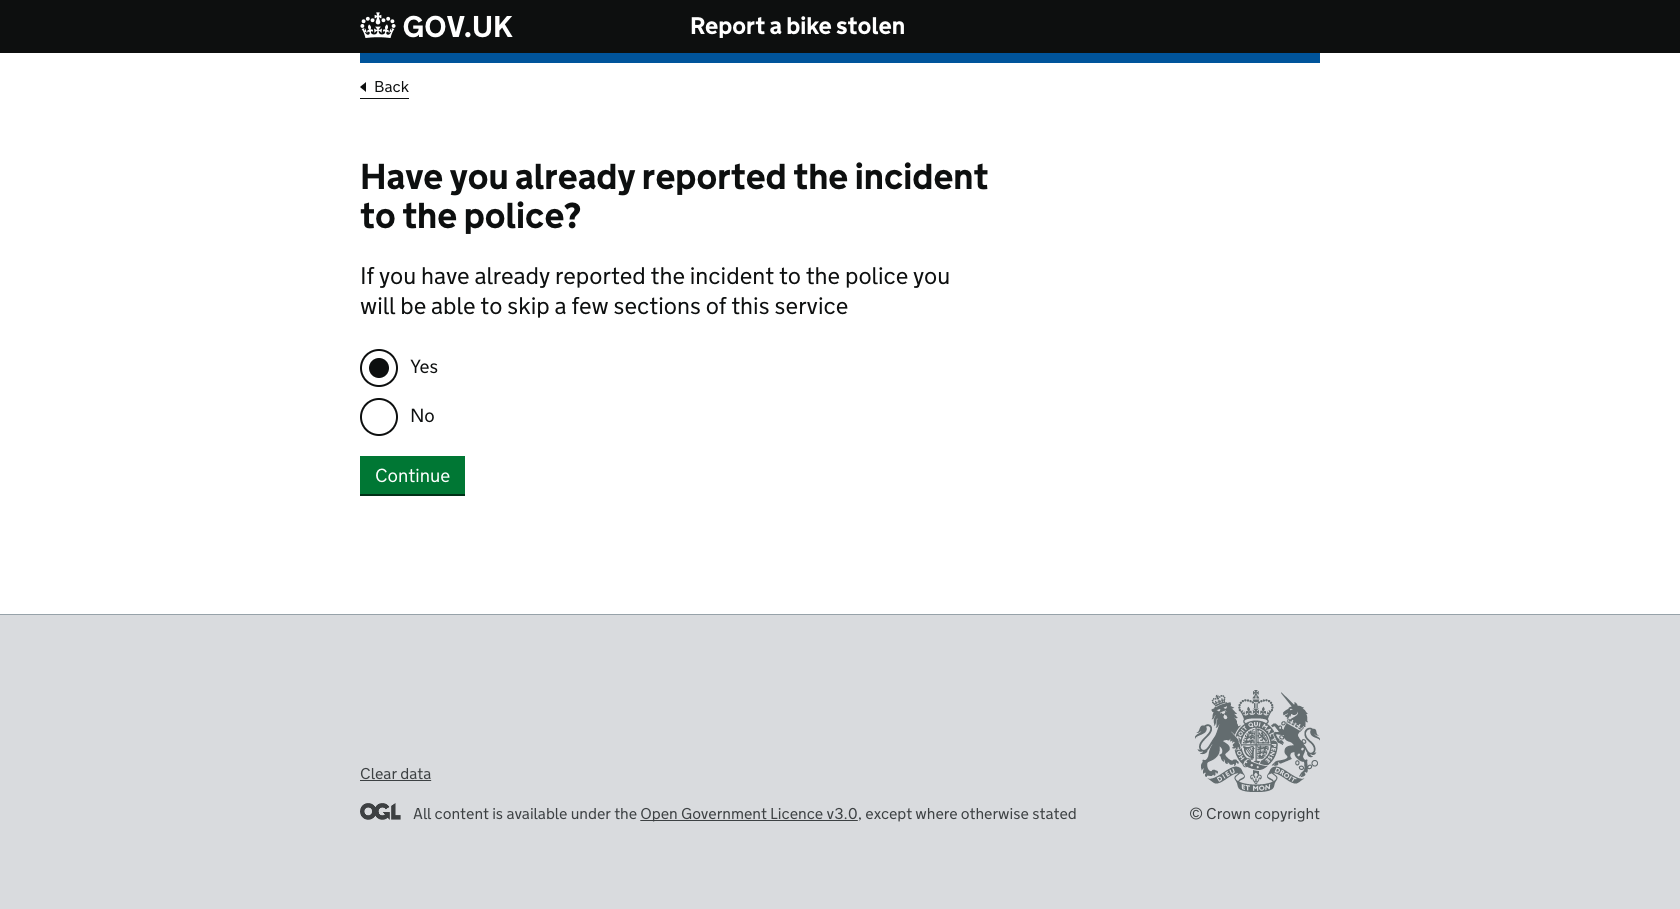 GOV.UK
Report a bike stolen
Back
Have you already reported the incident
to the police?
If you have already reported the incident to the police you
will be able to skip a few sections of this service
Yes
No
Continue
Clear data
OGL All content is available under the Open Government Licence v3.0, except where otherwise stated
© Crown copyright